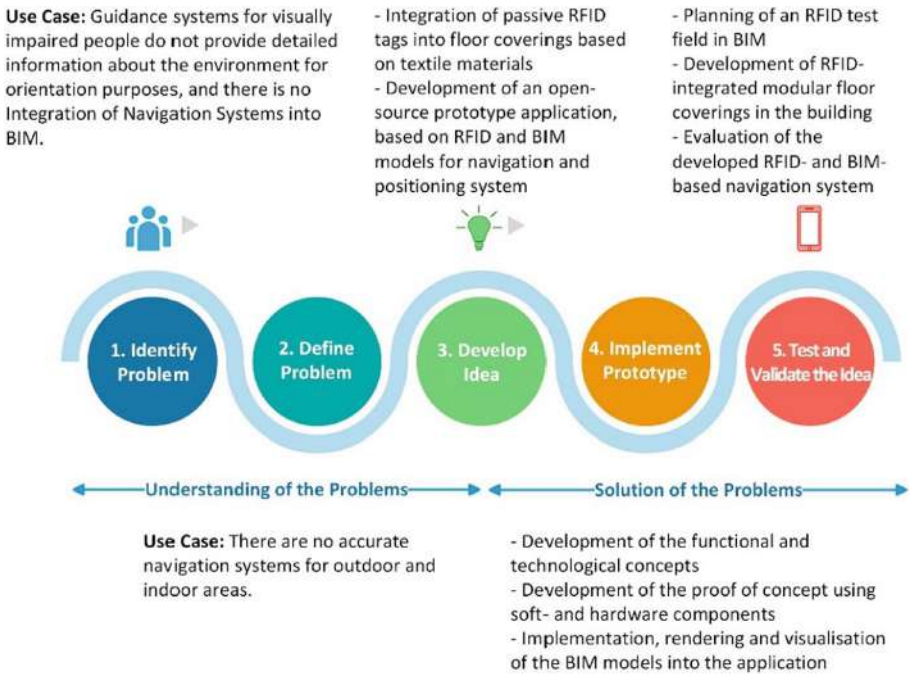 Use Case: Guidance systems for visually
impaired people do not provide detailed
information about the environment for
orientation purposes, and there is no
Integration of Navigation Systems into
BIM.
- Integration of passive RFID
tags into floor coverings based
on textile materials
- Development of an open-
source prototype application,
based on RFID and BIM
models for navigation and
positioning system
- Planning of an RFID test
field in BIM
- Development of RFID-
integrated modular floor
coverings in the building
- Evaluation of the
developed RFID- and BIM-
based navigation system
1. Identify
Problem
2. Define
Problem
3. Develop
Idea
4. Implement
Prototype
5. Test and
Validate the Idea
Understanding of the Problems
Solution of the Problems
Use Case: There are no accurate
navigation systems for outdoor and
indoor areas.
- Development of the functional and
technological concepts
- Development of the proof of concept using
soft- and hardware components
- Implementation, rendering and visualisation
of the BIM models into the application